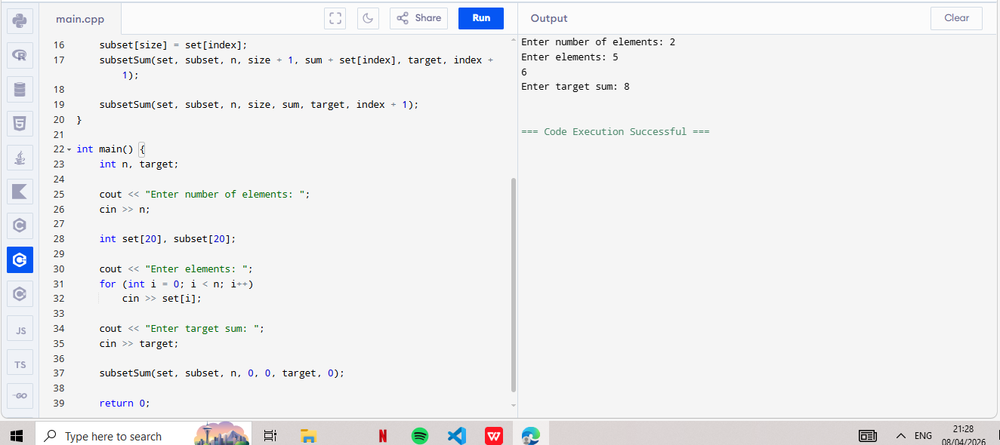 main.cpp
Share
Run
Output
Clear
16 subset[size] = set[index];
17 subsetSum(set, subset, n, size + 1, sum + set[index], target, index +
1);
18
19 subsetSum(set, subset, n, size, sum, target, index + 1);
20 }
21
22 int main() {
23 int n, target;
24
25 cout << "Enter number of elements: ";
26 cin >> n;
27
28 int set[20], subset[20];
29
30 cout << "Enter elements: ";
31 for (int i = 0; i < n; i++)
32 cin >> set[i];
33
34 cout << "Enter target sum: ";
35 cin >> target;
36
37 subsetSum(set, subset, n, 0, 0, target, 0);
38
39 return 0;
Enter number of elements: 2
Enter elements: 5
6
Enter target sum: 8
=== Code Execution Successful ===
JS
TS
GO
Type here to search
N
W
ENG
21:28
08/04/2026